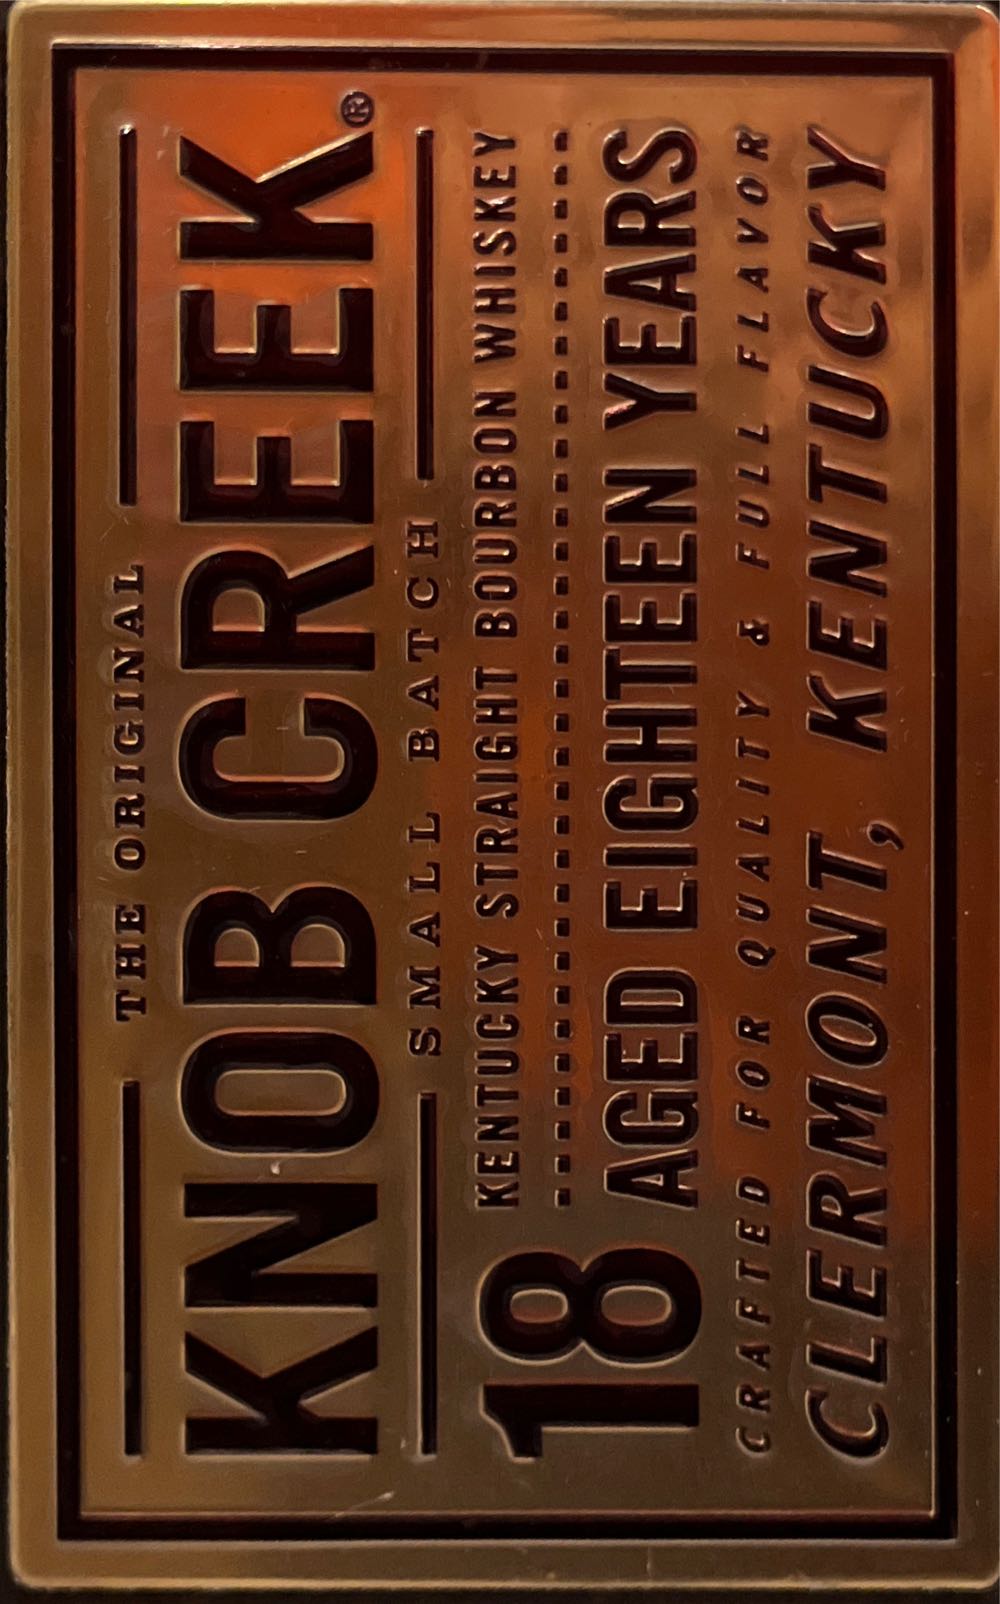 THE ORIGINAL
KNOB CREEK®
SMALL BATCH
KENTUCKY STRAIGHT BOURBON WHISKEY
18 AGED EIGHTEEN YEARS
CRAFTED FOR QUALITY & FULL FLAVOR
CLERMONT, KENTUCKY